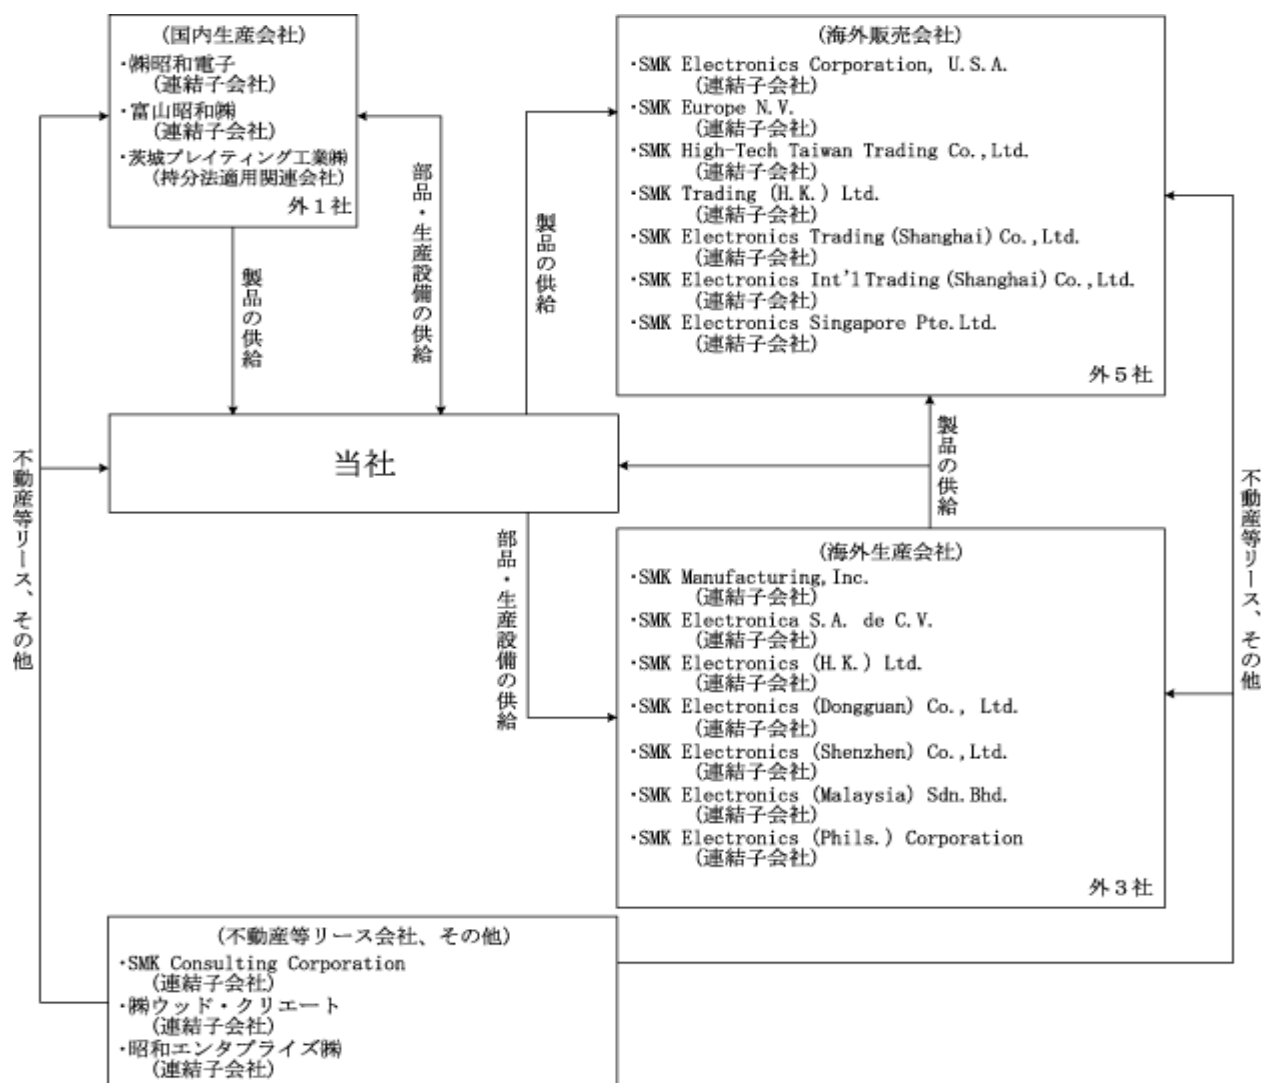 (国内生産会社)
・㈱昭和電子
(連結子会社)
・富山昭和㈱
(連結子会社)
・茨城プレイティング工業㈱
(持分法適用関連会社)
外1社
(海外販売会社)
・SMK Electronics Corporation, U.S.A.
(連結子会社)
・SMK Europe N.V.
(連結子会社)
・SMK High-Tech Taiwan Trading Co.,Ltd.
(連結子会社)
・SMK Trading (H.K.) Ltd.
(連結子会社)
・SMK Electronics Trading(Shanghai)Co.,Ltd.
(連結子会社)
・SMK Electronics Int'l Trading(Shanghai)Co.,Ltd.
(連結子会社)
・SMK Electronics Singapore Pte.Ltd.
(連結子会社)
外5社
製品の供給
部品・生産設備の供給
製品の供給
当社
製品の供給
部品・生産設備の供給
不動産等リース、その他
不動産等リース、その他
(海外生産会社)
・SMK Manufacturing,Inc.
(連結子会社)
・SMK Electronica S.A. de C.V.
(連結子会社)
・SMK Electronics (H.K.) Ltd.
(連結子会社)
・SMK Electronics (Dongguan) Co., Ltd.
(連結子会社)
・SMK Electronics (Shenzhen) Co.,Ltd.
(連結子会社)
・SMK Electronics (Malaysia) Sdn.Bhd.
(連結子会社)
・SMK Electronics (Phils.) Corporation
(連結子会社)
外3社
(不動産等リース会社、その他)
・SMK Consulting Corporation
(連結子会社)
・㈱ウッド・クリエート
(連結子会社)
・昭和エンタプライズ㈱
(連結子会社)